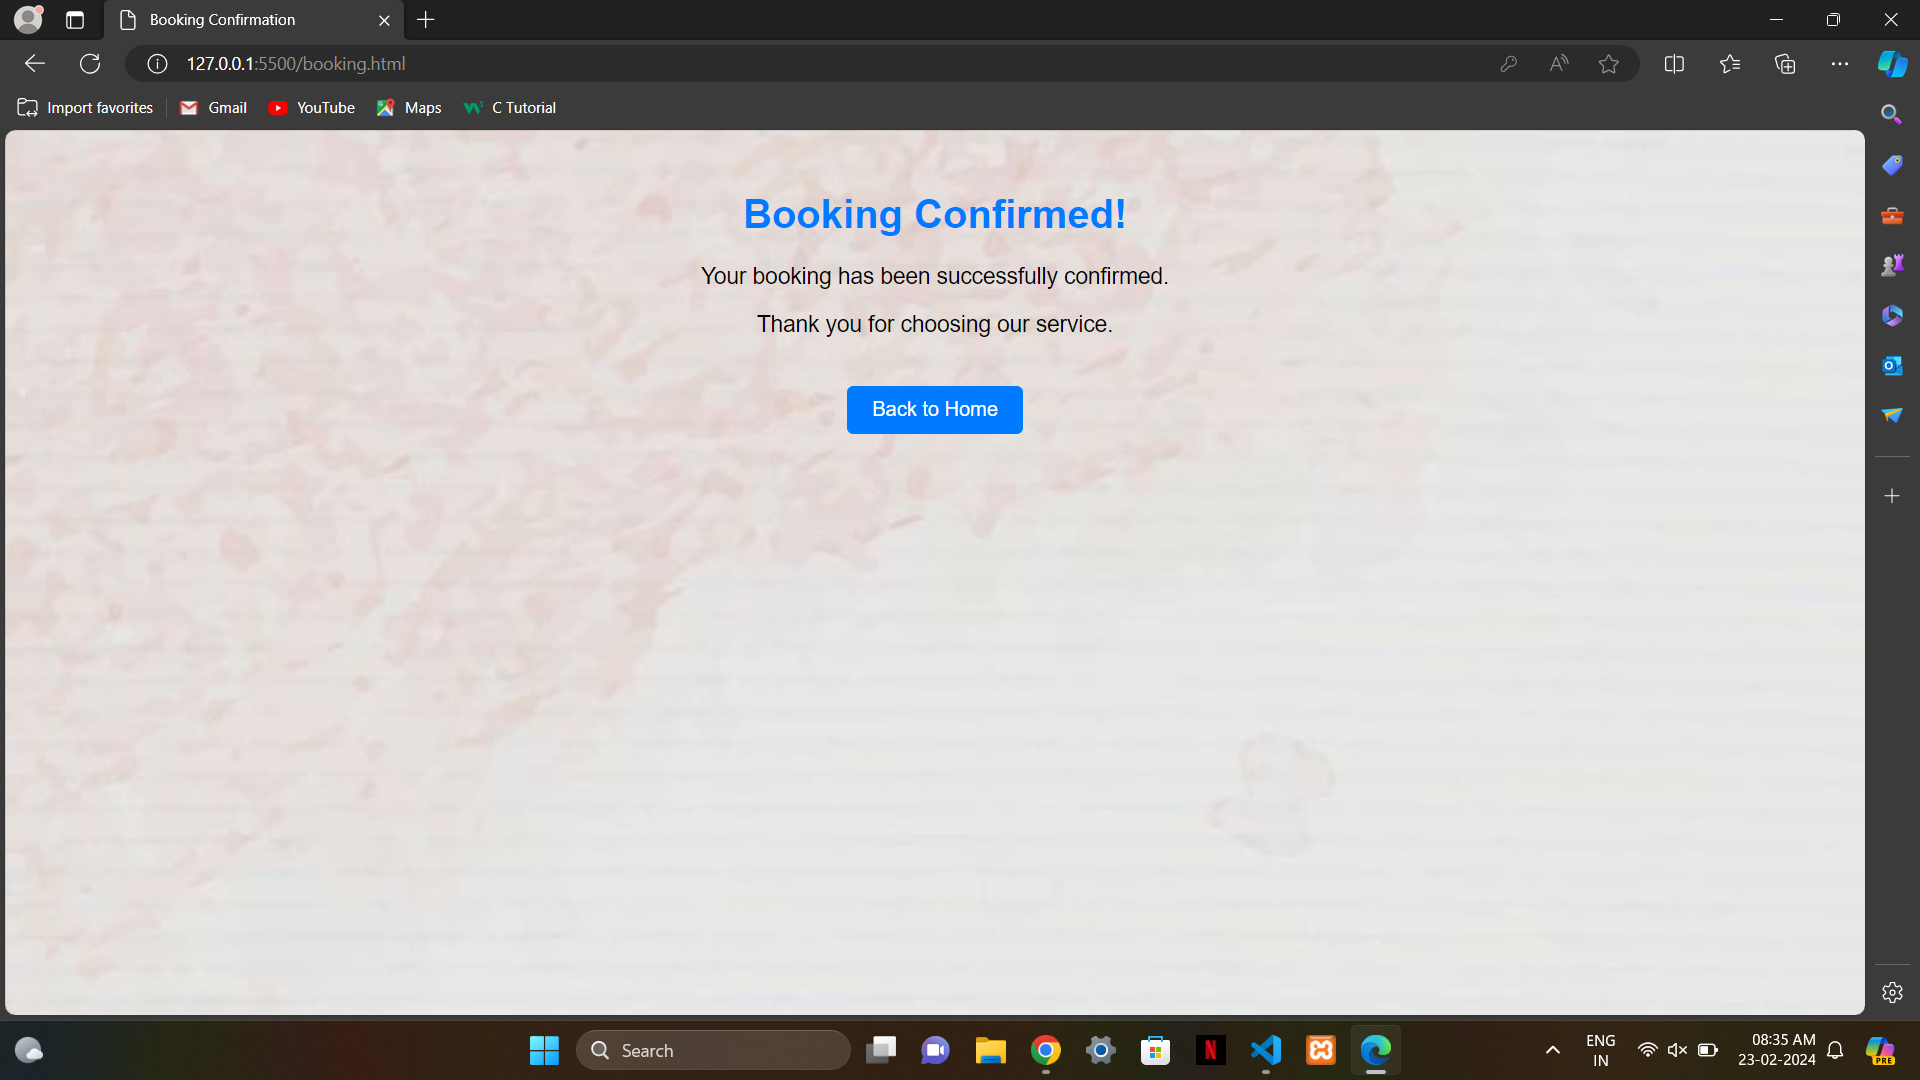 Booking Confirmation
127.0.0.1:5500/booking.html
Import favorites
Gmail
YouTube
Maps
C Tutorial
Booking Confirmed!
Your booking has been successfully confirmed.
Thank you for choosing our service.
Back to Home
Search
ENG
IN
08:35 AM
23-02-2024
PRE